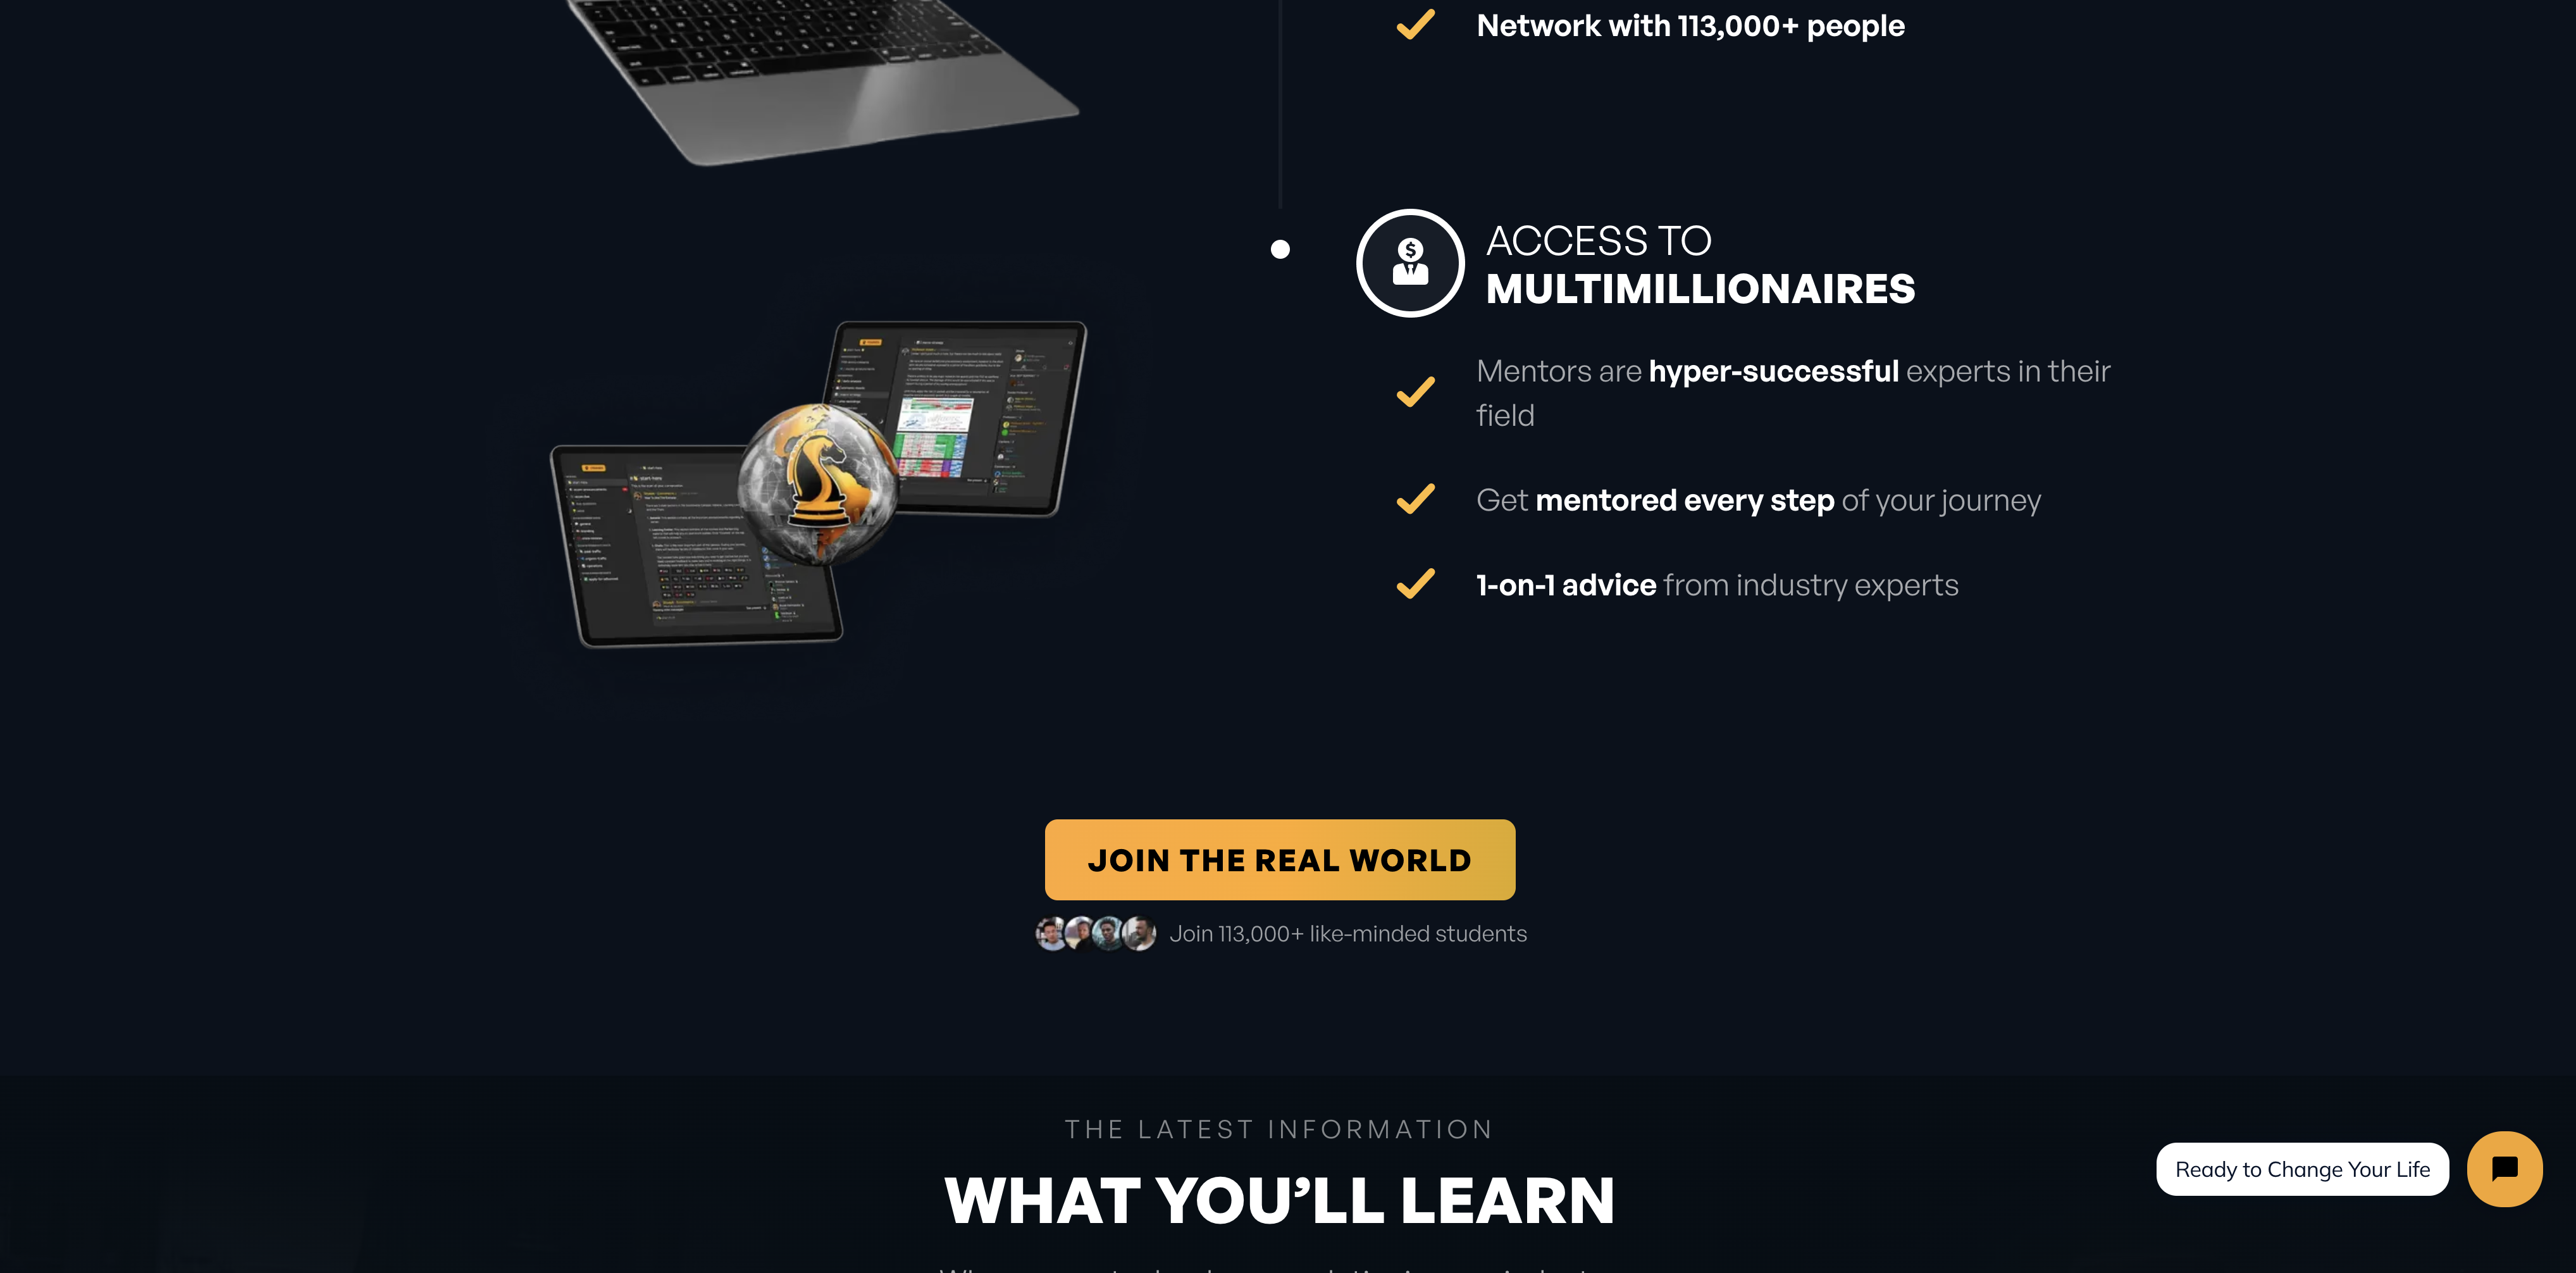 Network with 113,000+ people
ACCESS TO
MULTIMILLIONAIRES
Mentors are hyper-successful experts in their
field
Get mentored every step of your journey
1-on-1 advice from industry experts
JOIN THE REAL WORLD
Join 113,000+ like-minded students
THE LATEST INFORMATION
WHAT YOU’LL LEARN
Ready to Change Your Life